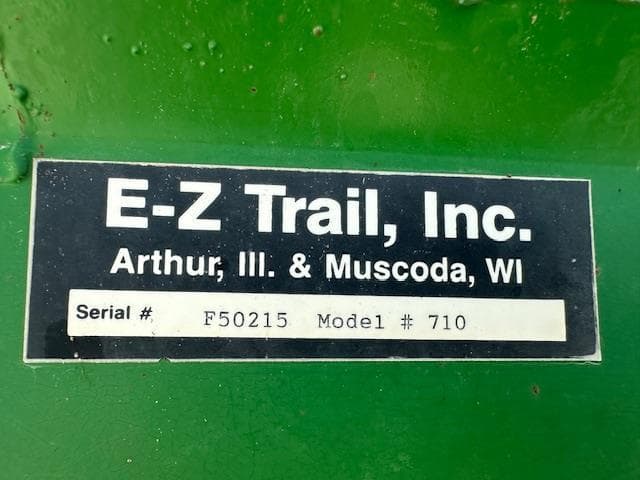 E-Z Trail, Inc.
Arthur, Ill. & Muscoda, WI
Serial # F50215 Model # 710